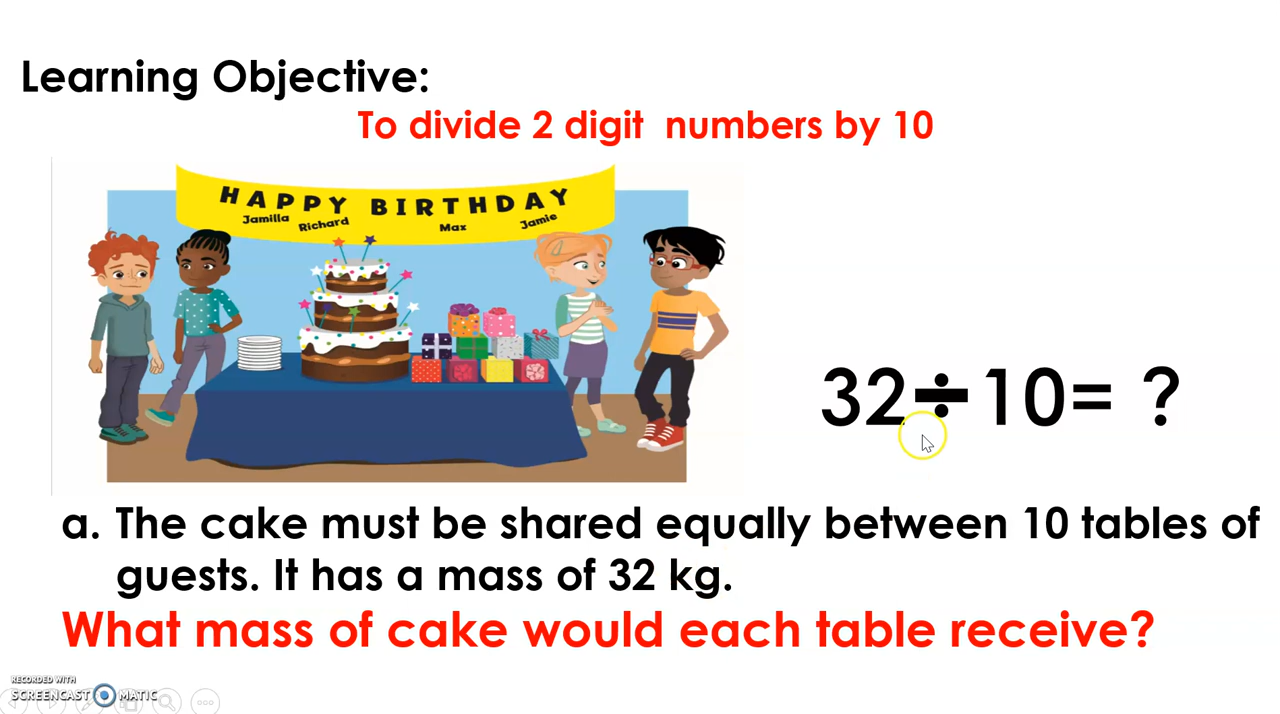 Learning Objective:
To divide 2 digit numbers by 10
HAPPY BIRTHDAY
Jamilla Richard Max Jamie
32÷10= ?
a. The cake must be shared equally between 10 tables of
guests. It has a mass of 32 kg.
What mass of cake would each table receive?
RECORDED WITH
SCREENCAST MATIC